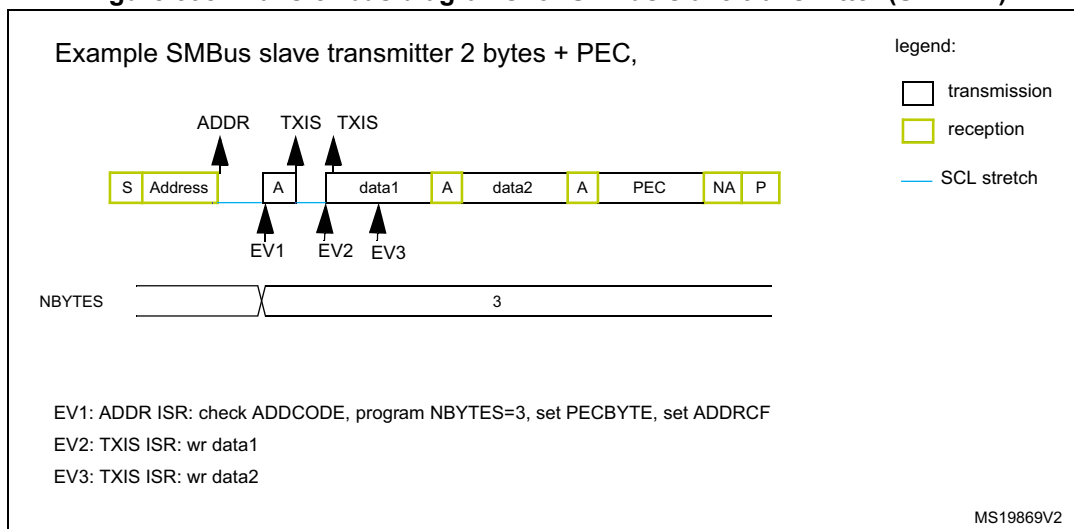 Example SMBus slave transmitter 2 bytes + PEC,
legend:
transmission
reception
SCL stretch
ADDR TXIS TXIS
S Address A data1 A data2 A PEC NA P
EV1 EV2 EV3
NBYTES 3
EV1: ADDR ISR: check ADDCODE, program NBYTES=3, set PECBYTE, set ADDRCF
EV2: TXIS ISR: wr data1
EV3: TXIS ISR: wr data2
MS19869V2